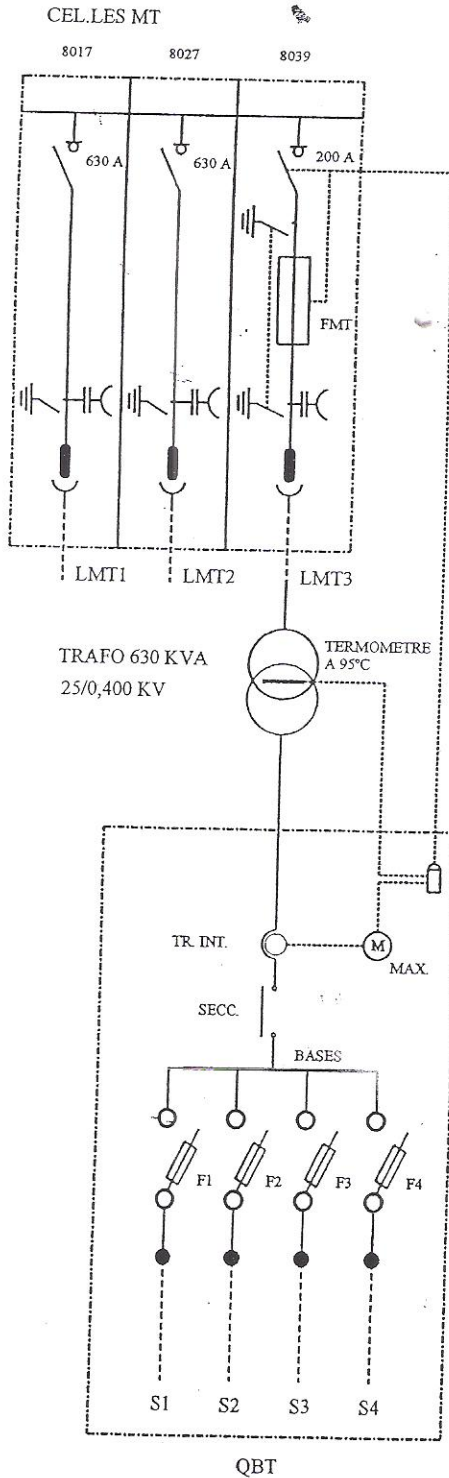 CEL.LES MT
8017 8027 8039
630 A 630 A 200 A
FMT
LMT1 LMT2 LMT3
TRAFO 630 KVA
25/0,400 KV
TERMOMETRE
A 95°C
TR. INT.
M
MAX.
SECC.
BASES
F1 F2 F3 F4
S1 S2 S3 S4
QBT